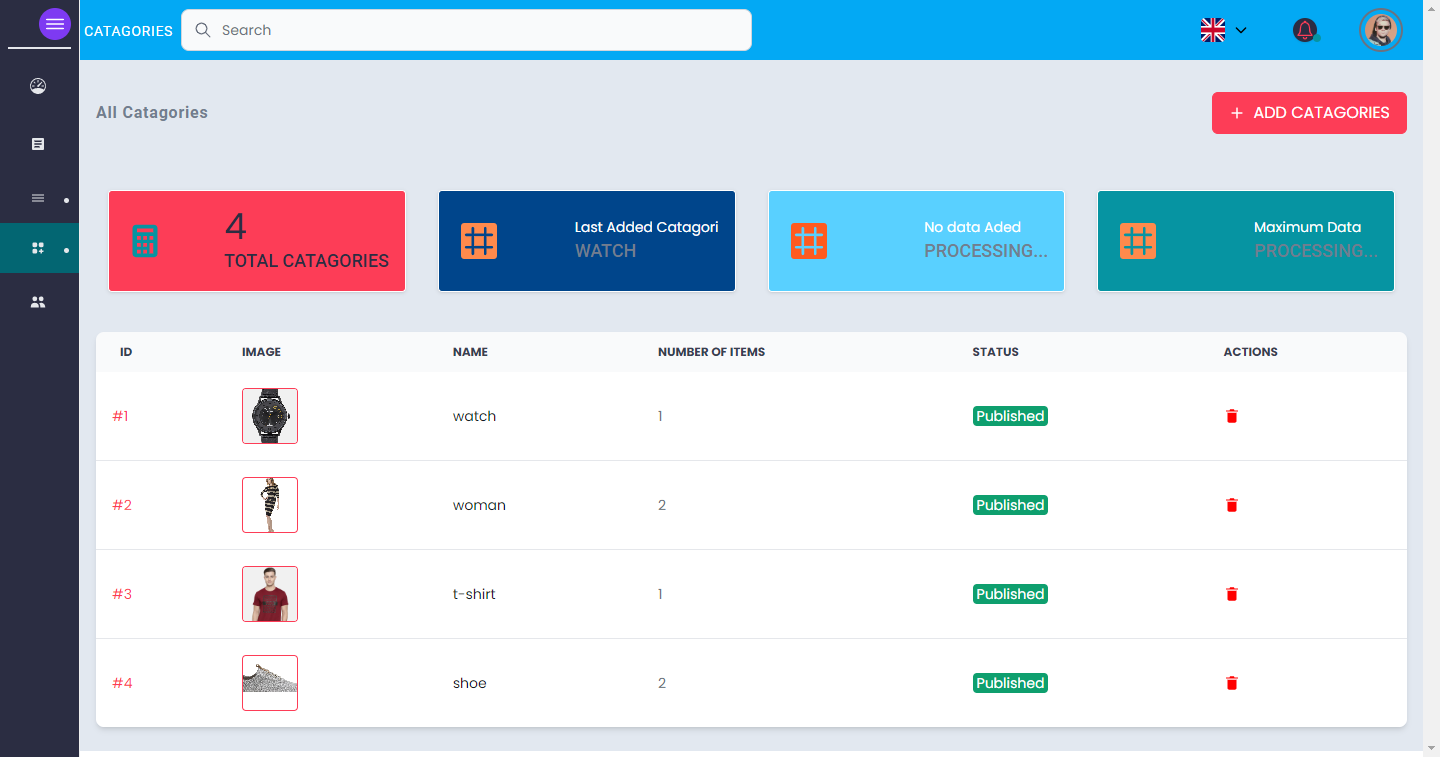 CATAGORIES
Search
All Catagories
ADD CATAGORIES
4
TOTAL CATAGORIES
Last Added Catagori
WATCH
No data Aded
PROCESSING...
Maximum Data
PROCESSING...
ID IMAGE NAME NUMBER OF ITEMS STATUS ACTIONS
#1 watch 1 Published
#2 woman 2 Published
#3 t-shirt 1 Published
#4 shoe 2 Published